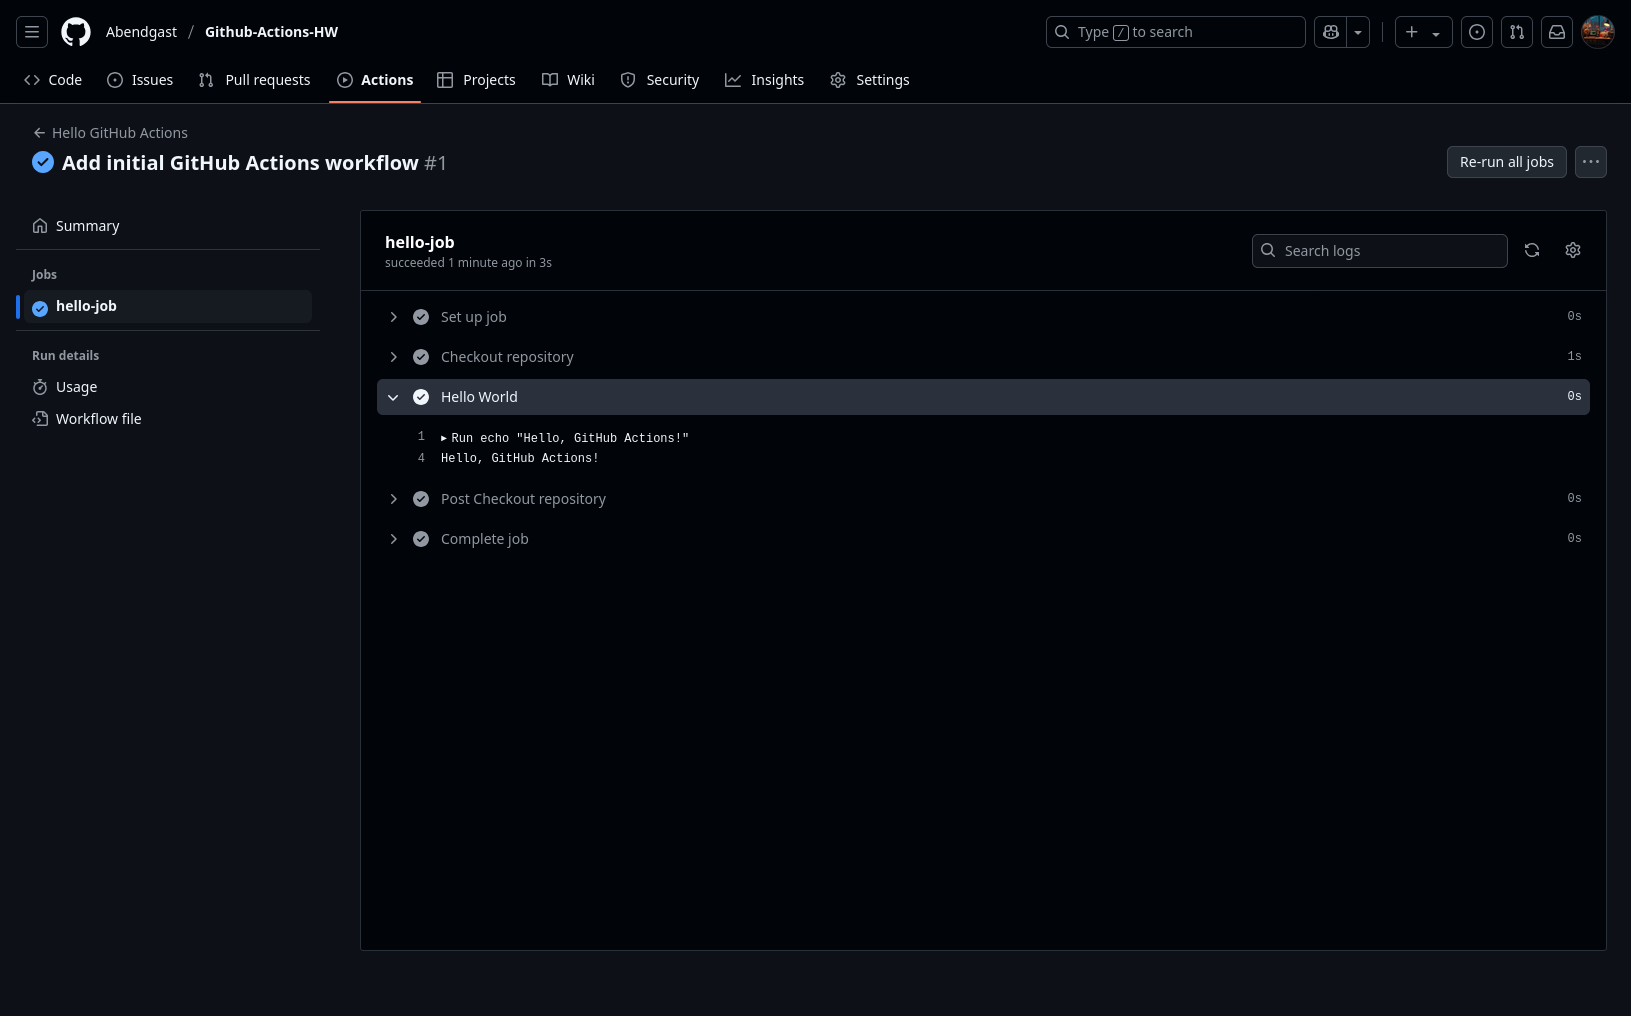 Abendgast / Github-Actions-HW
Type / to search
Code Issues Pull requests Actions Projects Wiki Security Insights Settings
Hello GitHub Actions
Add initial GitHub Actions workflow #1
Re-run all jobs
Summary
Jobs
hello-job
Run details
Usage
Workflow file
hello-job
succeeded 1 minute ago in 3s
Search logs
Set up job 0s
Checkout repository 1s
Hello World 0s
1 Run echo "Hello, GitHub Actions!"
4 Hello, GitHub Actions!
Post Checkout repository 0s
Complete job 0s